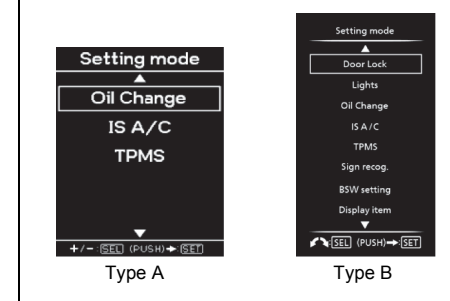 Setting mode
Oil Change
IS A/C
TPMS
+/- :SEL (PUSH)➔:SET
Type A
Setting mode
Door Lock
Lights
Oil Change
IS A/C
TPMS
Sign recog.
BSW setting
Display item
SEL (PUSH)➔:SET
Type B